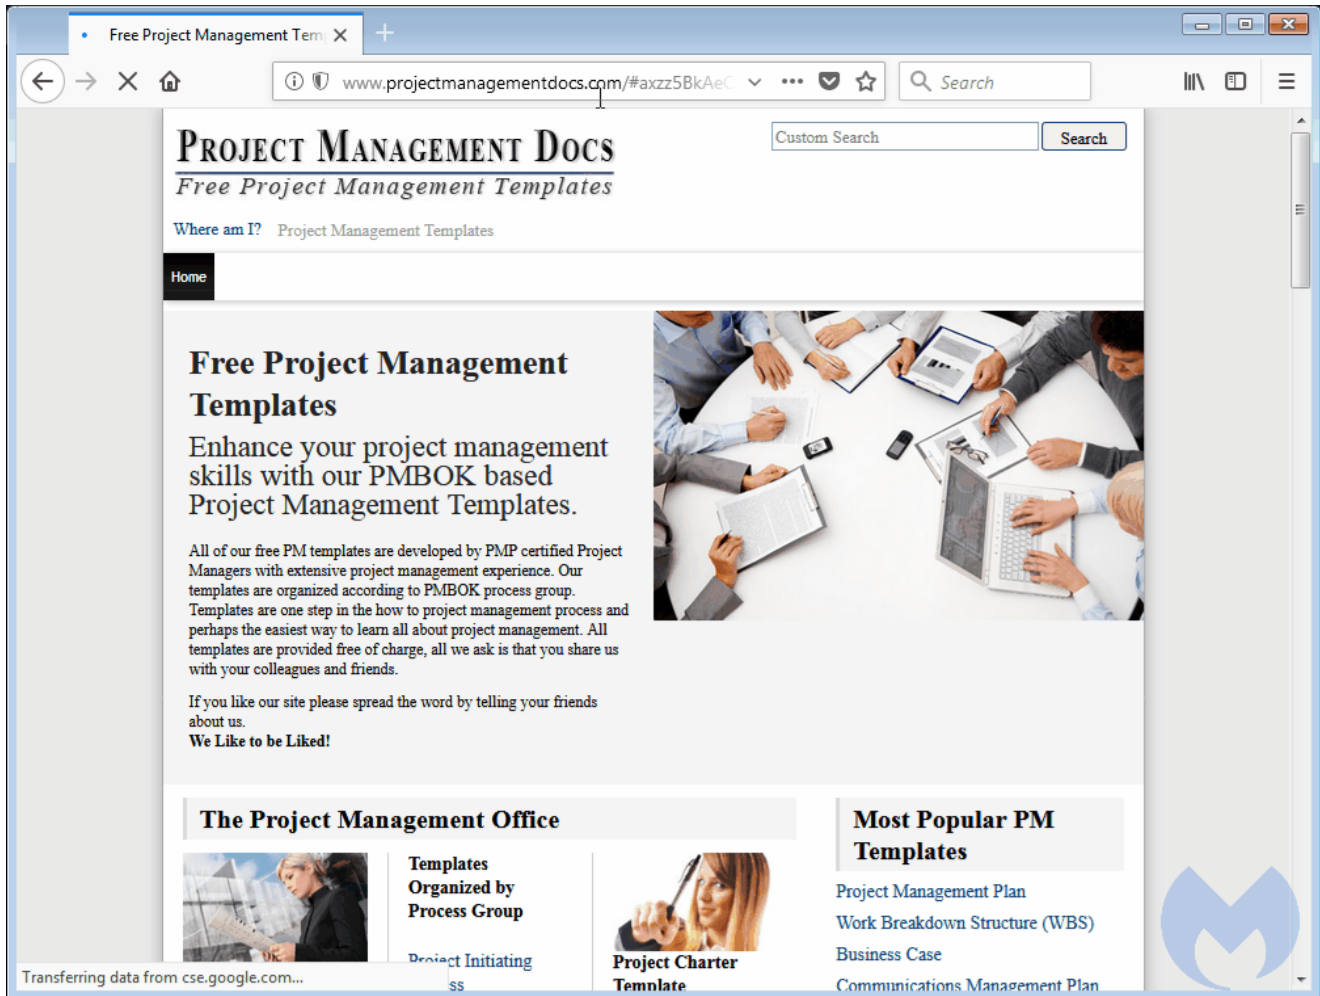 Free Project Management Tem
www.projectmanagementdocs.com/#axzz5BkAeC
Search
PROJECT MANAGEMENT DOCS
Free Project Management Templates
Custom Search
Search
Where am I? Project Management Templates
Home
Free Project Management
Templates
Enhance your project management
skills with our PMBOK based
Project Management Templates.
All of our free PM templates are developed by PMP certified Project
Managers with extensive project management experience. Our
templates are organized according to PMBOK process group.
Templates are one step in the how to project management process and
perhaps the easiest way to learn all about project management. All
templates are provided free of charge, all we ask is that you share us
with your colleagues and friends.
If you like our site please spread the word by telling your friends
about us.
We Like to be Liked!
The Project Management Office
Templates
Organized by
Process Group
Project Initiating
ss
Project Charter
Template
Most Popular PM
Templates
Project Management Plan
Work Breakdown Structure (WBS)
Business Case
Communications Management Plan
Transferring data from cse.google.com...